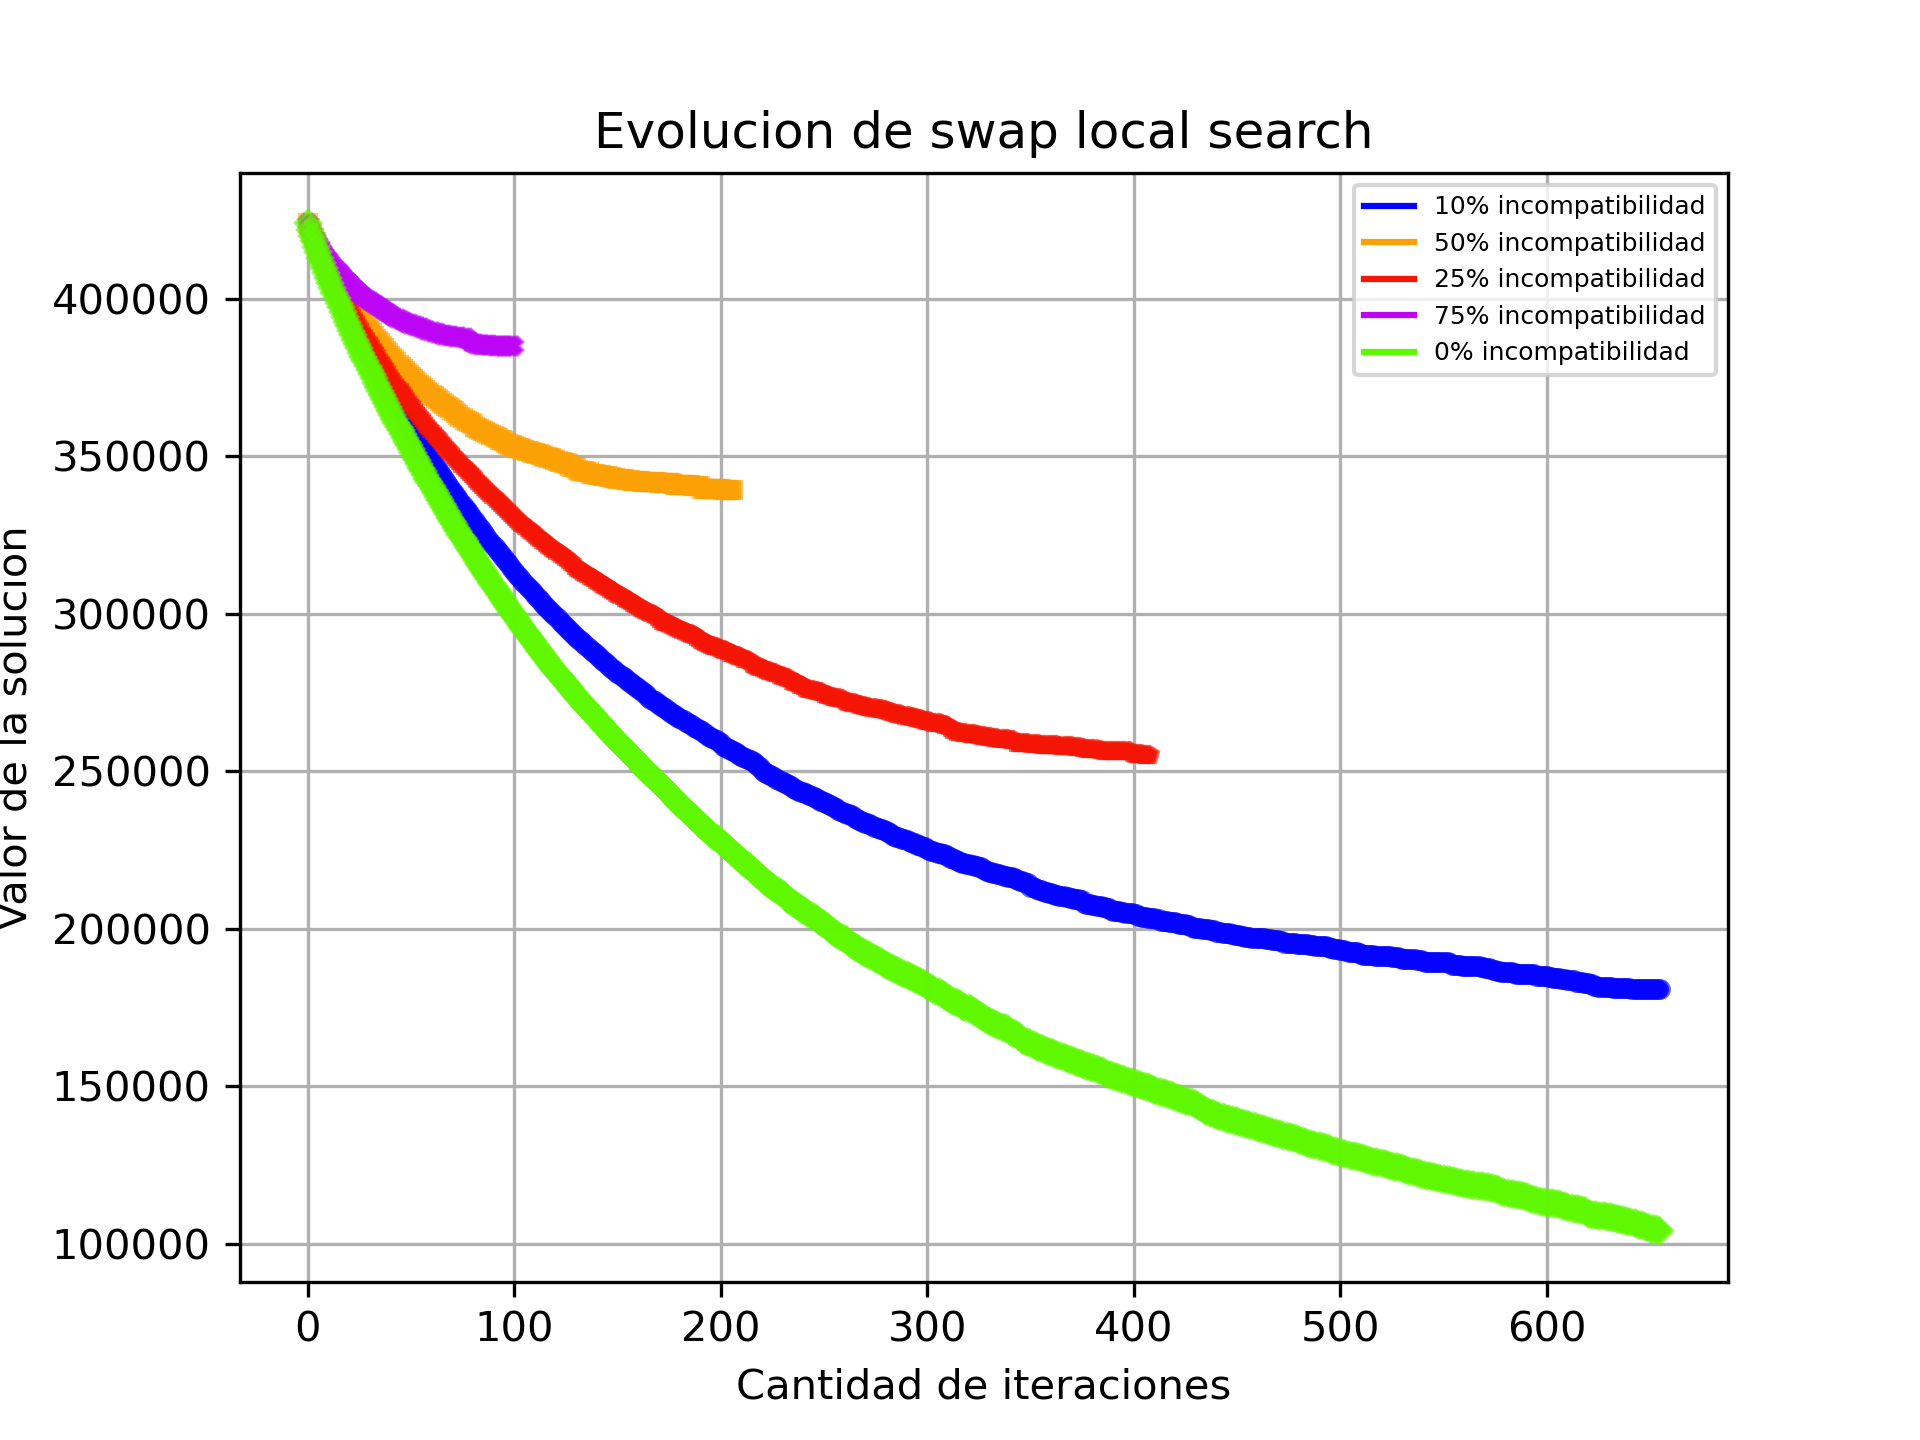 Evolucion de swap local search
10% incompatibilidad
50% incompatibilidad
25% incompatibilidad
75% incompatibilidad
0% incompatibilidad
Valor de la solucion
400000
350000
300000
250000
200000
150000
100000
0 100 200 300 400 500 600
Cantidad de iteraciones